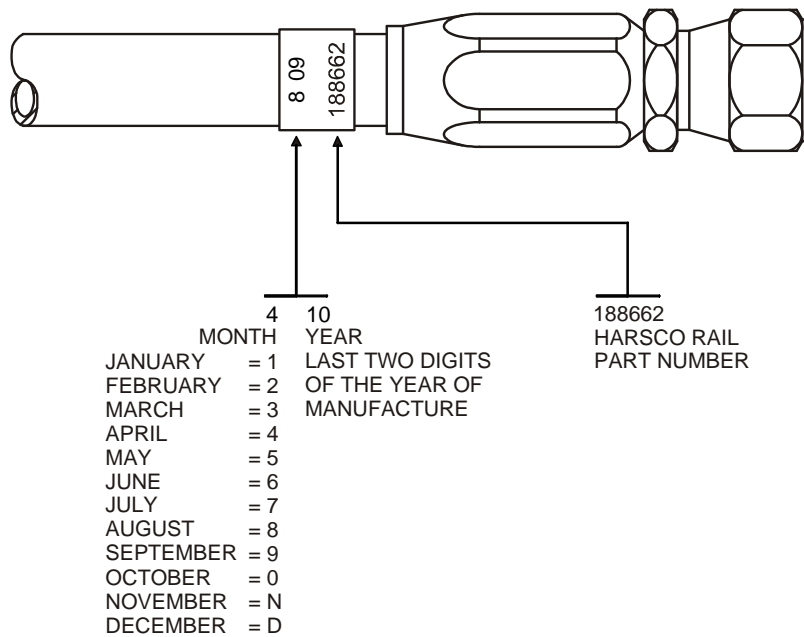 8 09
188662
4 10
MONTH YEAR
JANUARY = 1
FEBRUARY = 2
MARCH = 3
APRIL = 4
MAY = 5
JUNE = 6
JULY = 7
AUGUST = 8
SEPTEMBER = 9
OCTOBER = 0
NOVEMBER = N
DECEMBER = D
LAST TWO DIGITS
OF THE YEAR OF
MANUFACTURE
188662
HARSCO RAIL
PART NUMBER